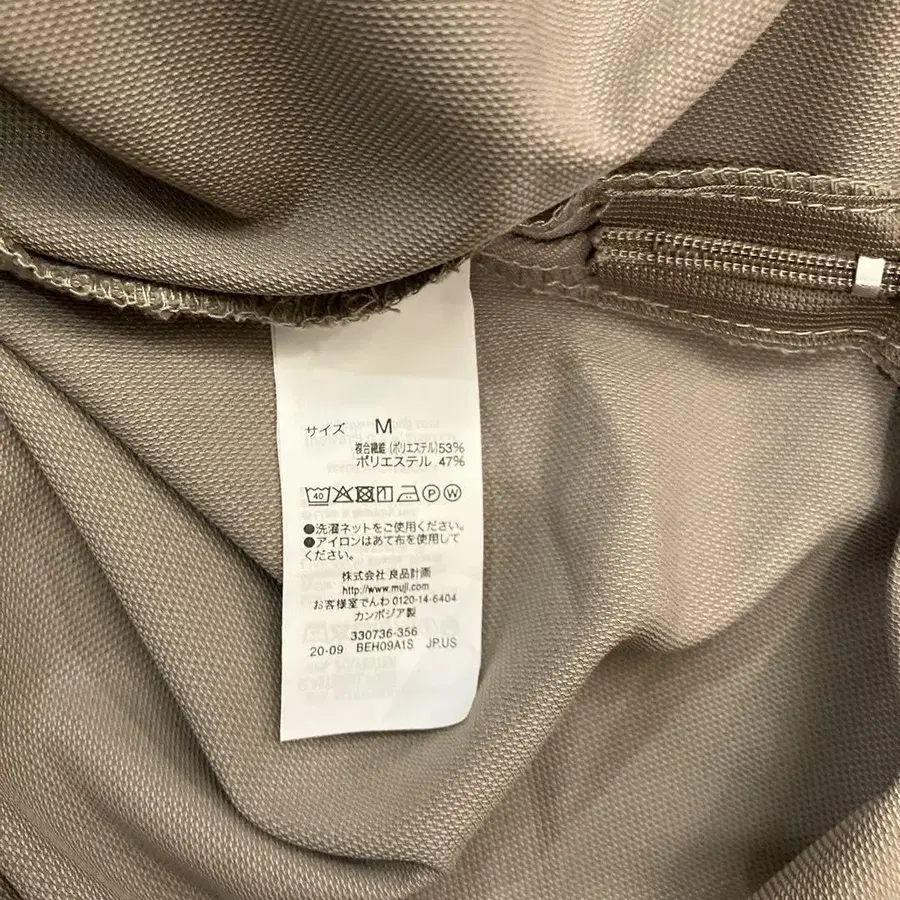 サイズ M
複合繊維(ポリエステル)53%
ポリエステル 47%
40 P W
●洗濯ネットをご使用ください。
●アイロンはあて布を使用して
ください。
株式会社 良品計画
http://www.muji.com
お客様室でんわ 0120-14-6404
カンボジア製
330736-356
20-09 BEH09A1S JP.US